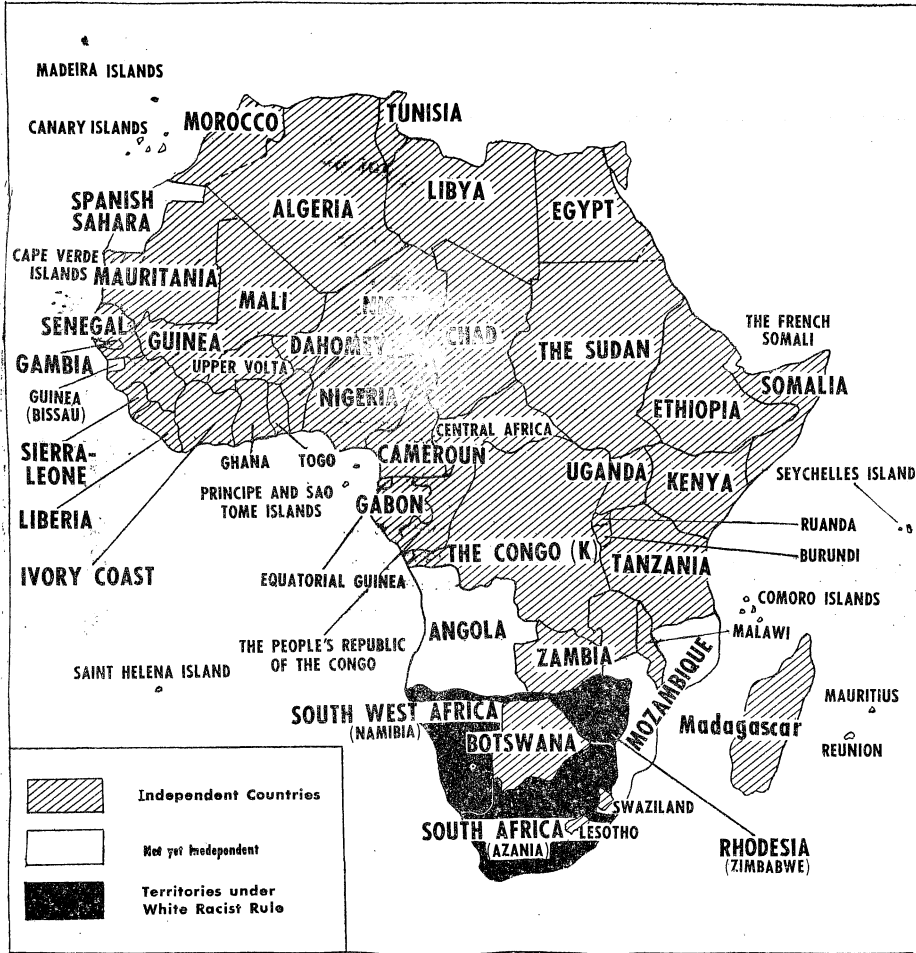 MADEIRA ISLANDS
CANARY ISLANDS
MOROCCO
TUNISIA
SPANISH
SAHARA
ALGERIA
LIBYA
EGYPT
CAPE VERDE
ISLANDS
MAURITANIA
MALI
CHAD
THE SUDAN
THE FRENCH
SOMALI
SENEGAL
GUINEA
DAHOMEY
UPPER VOLTA
GAMBIA
GUINEA
(BISSAU)
NIGERIA
ETHIOPIA
SOMALIA
SIERRA-
LEONE
GHANA
TOGO
CENTRAL AFRICA
CAMEROUN
UGANDA
KENYA
SEYCHELLES ISLAND
LIBERIA
PRINCIPE AND SAO
TOME ISLANDS
GABON
RUANDA
BURUNDI
IVORY COAST
EQUATORIAL GUINEA
THE CONGO (K)
TANZANIA
COMORO ISLANDS
ANGOLA
MALAWI
THE PEOPLE'S REPUBLIC
OF THE CONGO
ZAMBIA
MOZAMBIQUE
SAINT HELENA ISLAND
SOUTH WEST AFRICA
(NAMIBIA)
BOTSWANA
Madagascar
MAURITIUS
REUNION
SWAZILAND
LESOTHO
SOUTH AFRICA
(AZANIA)
RHODESIA
(ZIMBABWE)
Independent Countries
Not yet Inedependent
Territories under
White Racist Rule